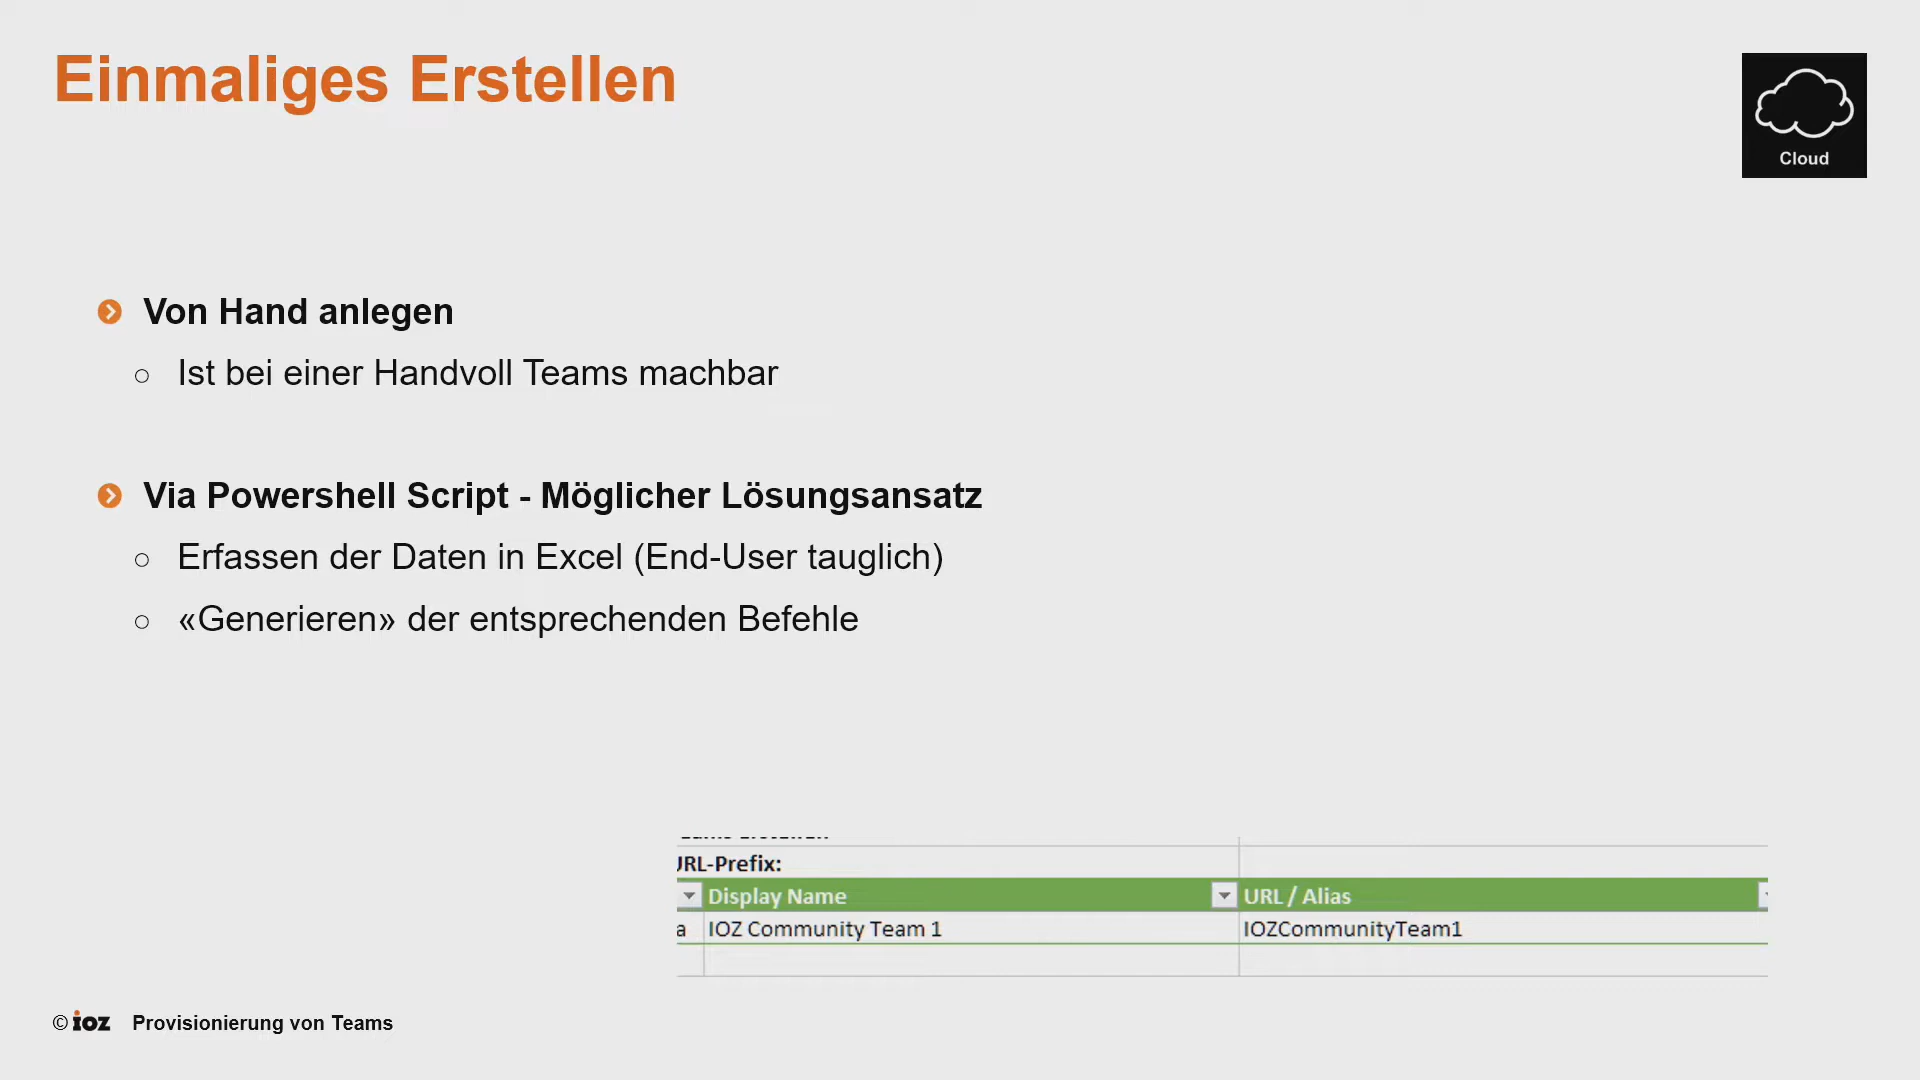 Einmaliges Erstellen
Cloud
Von Hand anlegen
Ist bei einer Handvoll Teams machbar
Via Powershell Script - Möglicher Lösungsansatz
Erfassen der Daten in Excel (End-User tauglich)
«Generieren» der entsprechenden Befehle
URL-Prefix:
Display Name URL / Alias
a IOZ Community Team 1 IOZCommunityTeam1
© ioz Provisionierung von Teams